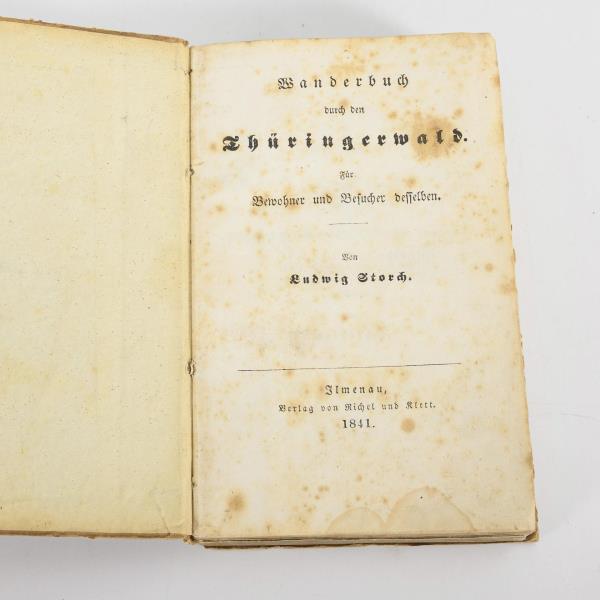 Wanderbuch
durch den
Thüringerwald.
Für
Bewohner und Besucher desselben.
Von
Ludwig Storch.
Ilmenau,
Verlag von Richel und Klett.
1841.